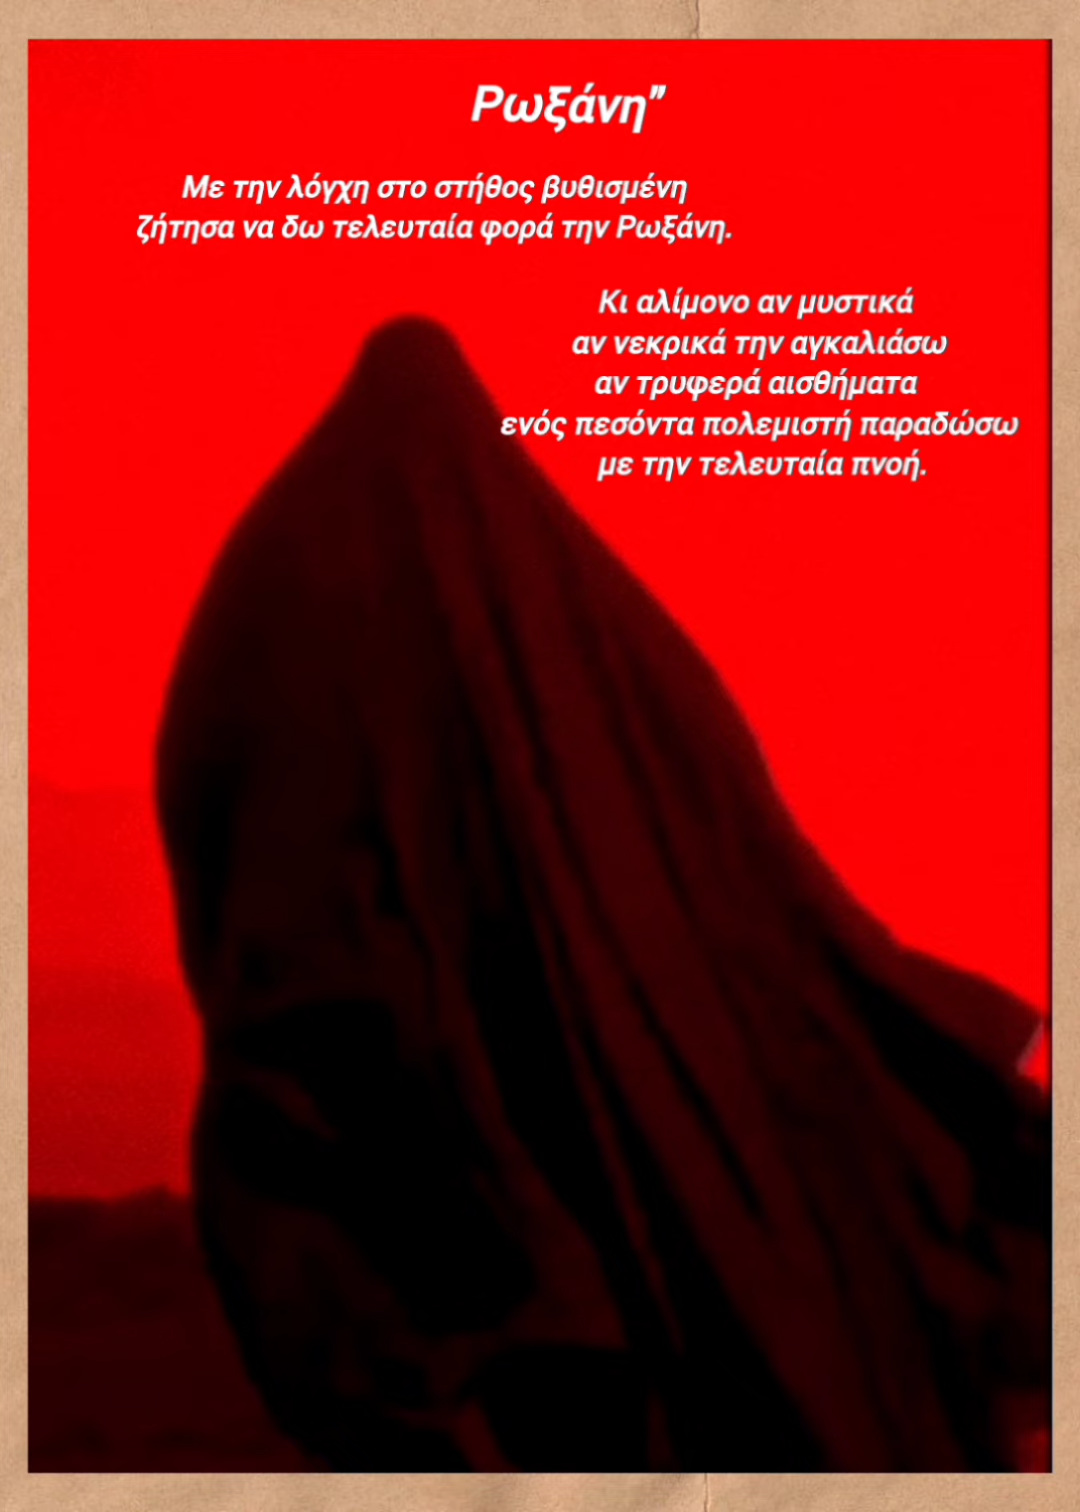 Ρωξάνη"
Με την λόγχη στο στήθος βυθισμένη
ζήτησα να δω τελευταία φορά την Ρωξάνη.
Κι αλίμονο αν μυστικά
αν νεκρικά την αγκαλιάσω
αν τρυφερά αισθήματα
ενός πεσόντα πολεμιστή παραδώσω
με την τελευταία πνοή.